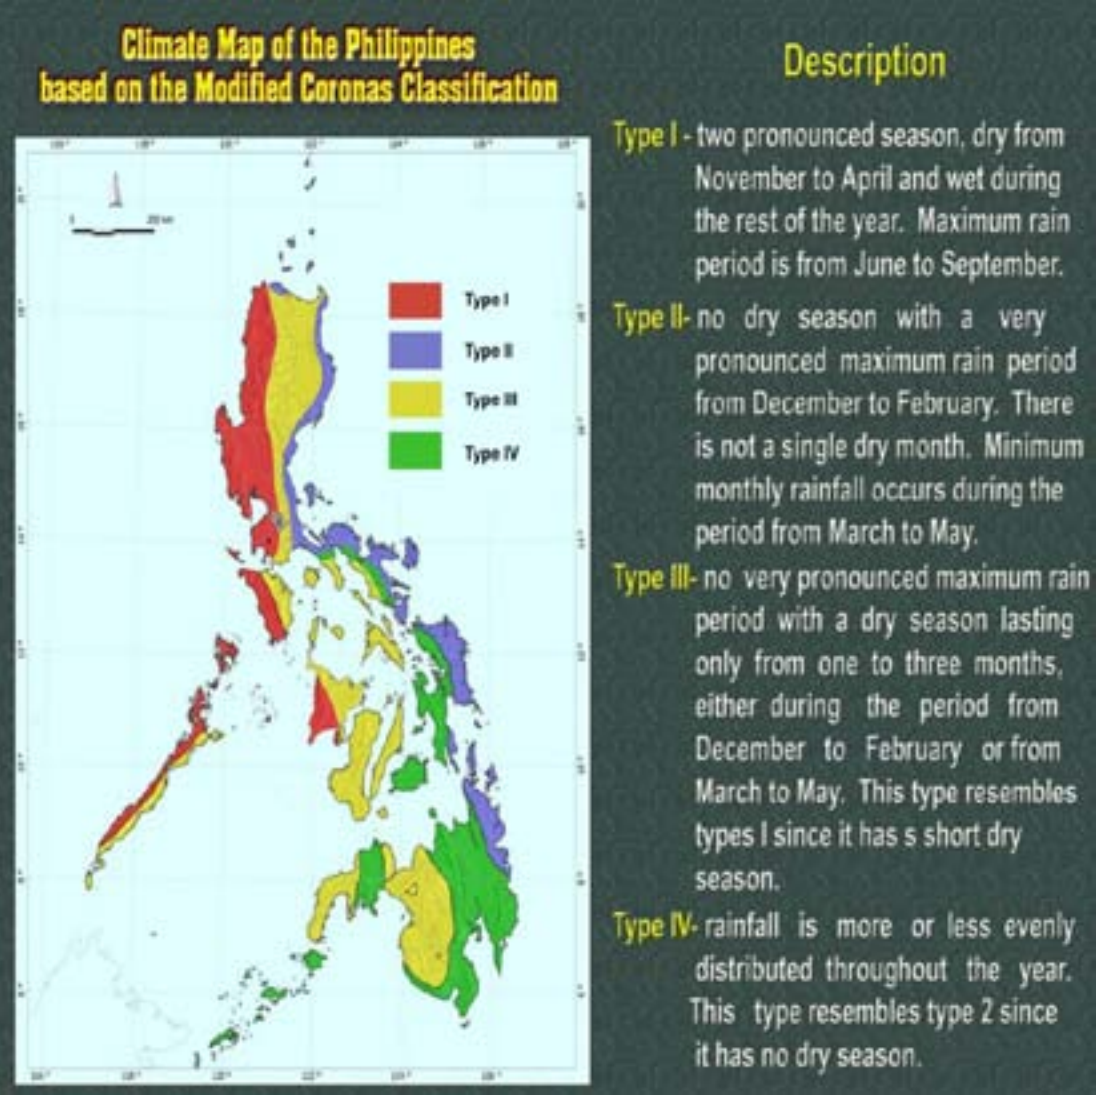 Climate Map of the Philippines
based on the Modified Coronas Classification
Type I
Type II
Type III
Type IV
Description
Type I - two pronounced season, dry from
November to April and wet during
the rest of the year. Maximum rain
period is from June to September.
Type II- no dry season with a very
pronounced maximum rain period
from December to February. There
is not a single dry month. Minimum
monthly rainfall occurs during the
period from March to May.
Type III- no very pronounced maximum rain
period with a dry season lasting
only from one to three months,
either during the period from
December to February or from
March to May. This type resembles
types I since it has s short dry
season.
Type IV- rainfall is more or less evenly
distributed throughout the year.
This type resembles type 2 since
it has no dry season.